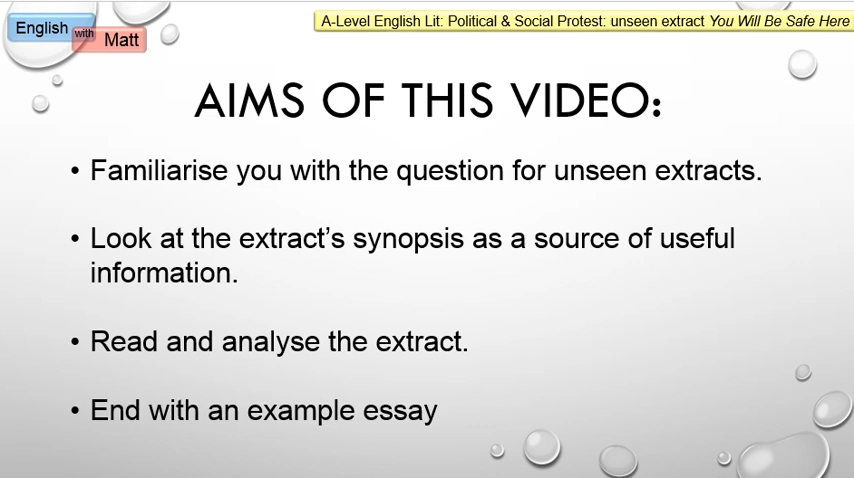 English
with
Matt
A-Level English Lit: Political & Social Protest: unseen extract You Will Be Safe Here
AIMS OF THIS VIDEO:
• Familiarise you with the question for unseen extracts.
• Look at the extract's synopsis as a source of useful
information.
• Read and analyse the extract.
• End with an example essay